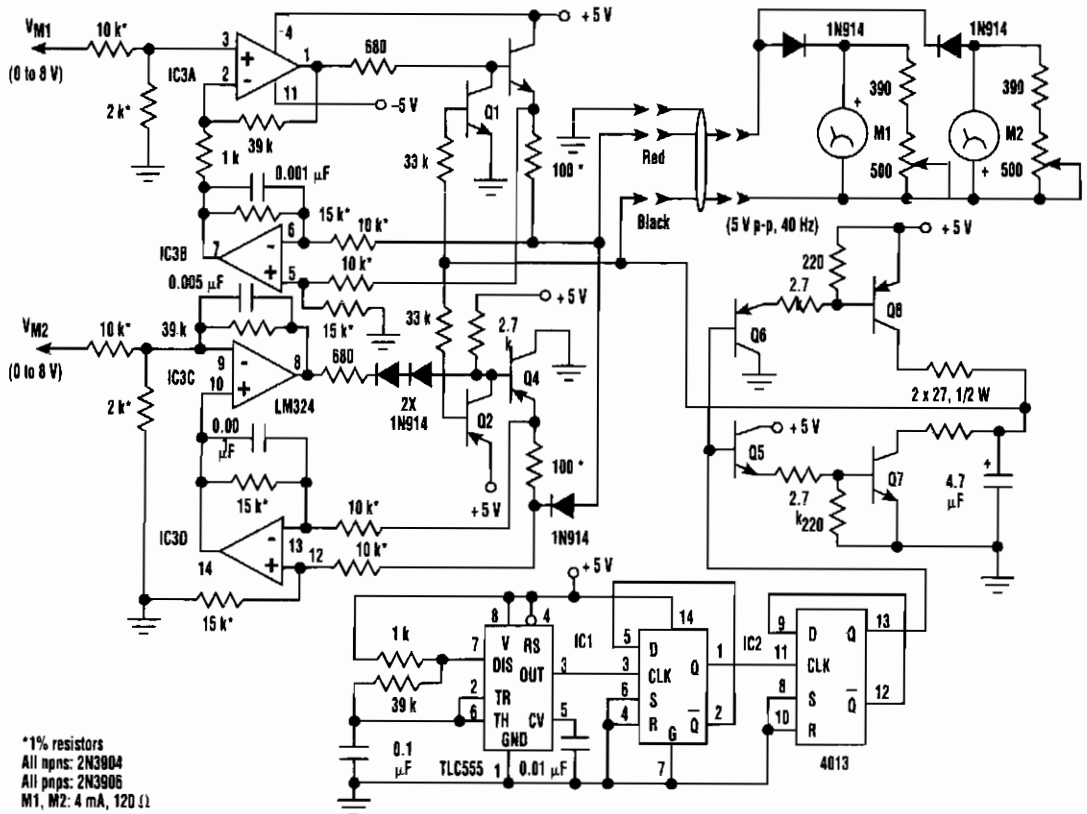 V M1
(0 to 8 V)
10 k*
2 k*
3
2
IC3A
+
-
4
1
11
-5 V
680
+5 V
Q1
39 k
1 k
33 k
100 *
0.001 µF
15 k*
10 k*
6
5
7
IC3B
-
+
10 k*
15 k*
0.005 µF
Red
Black
(5 V p-p, 40 Hz)
1N914
1N914
390
390
M1
M2
500
500
+
+
V M2
(0 to 8 V)
10 k*
2 k*
39 k
9
10
IC3C
-
+
8
LM324
680
2X
1N914
33 k
+5 V
2.7
k
Q4
Q2
+5 V
100 *
1N914
0.00
µF
15 k*
10 k*
10 k*
IC3D
14
13
12
-
+
15 k*
+5 V
220
2.7
k
Q6
Q8
2 x 27, 1/2 W
+5 V
Q5
Q7
2.7
k
220
4.7
µF
+
+5 V
1 k
39 k
0.1
µF
8
4
V
RS
7
DIS
OUT
3
2
TR
6
TH
CV
5
GND
1
TLC555
0.01 µF
IC1
14
5
D
3
CLK
Q
1
6
S
4
R
Q
2
G
7
IC2
9
D
Q
13
11
CLK
8
S
Q
12
10
R
4013
*1% resistors
All npns: 2N3904
All pnps: 2N3906
M1, M2: 4 mA, 120 Ω